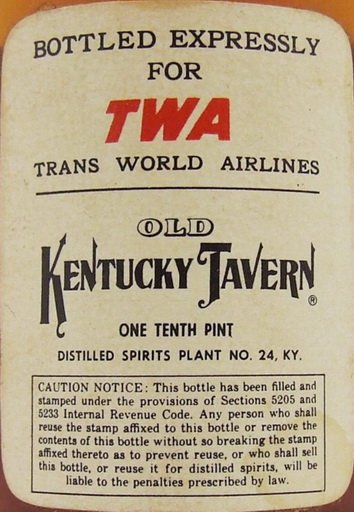 BOTTLED EXPRESSLY
FOR
TWA
TRANS WORLD AIRLINES
OLD
KENTUCKY TAVERN®
ONE TENTH PINT
DISTILLED SPIRITS PLANT NO. 24, KY.
CAUTION NOTICE: This bottle has been filled and
stamped under the provisions of Sections 5205 and
5233 Internal Revenue Code. Any person who shall
reuse the stamp affixed to this bottle or remove the
contents of this bottle without so breaking the stamp
affixed thereto as to prevent reuse, or who shall sell
this bottle, or reuse it for distilled spirits, will be
liable to the penalties prescribed by law.